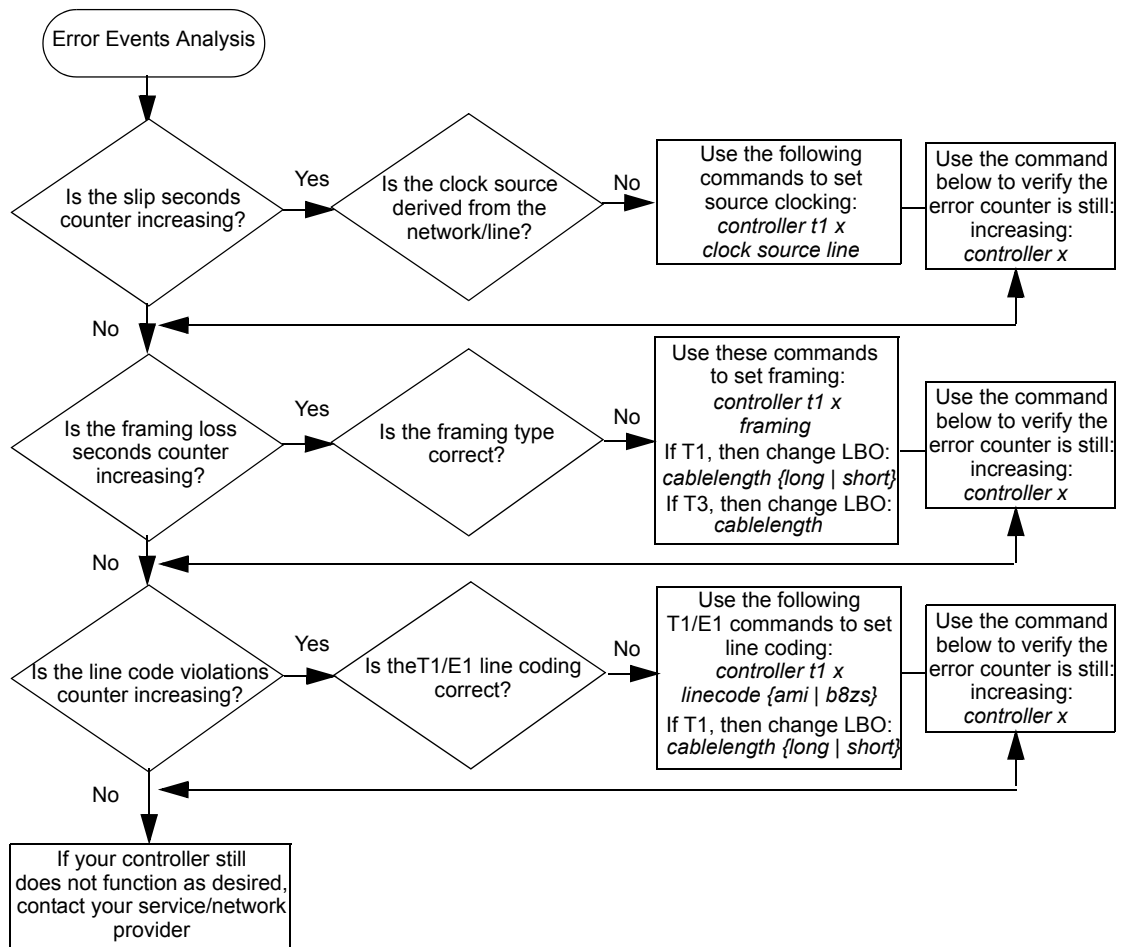 Error Events Analysis
Is the slip seconds
counter increasing?
Yes
Is the clock source
derived from the
network/line?
No
Use the following
commands to set
source clocking:
controller t1 x
clock source line
Use the command
below to verify the
error counter is still:
increasing:
controller x
No
Is the framing loss
seconds counter
increasing?
Yes
Is the framing type
correct?
No
Use these commands
to set framing:
controller t1 x
framing
If T1, then change LBO:
cablelength {long | short}
If T3, then change LBO:
cablelength
Use the command
below to verify the
error counter is still:
increasing:
controller x
No
Is the line code violations
counter increasing?
Yes
Is theT1/E1 line coding
correct?
No
Use the following
T1/E1 commands to set
line coding:
controller t1 x
linecode {ami | b8zs}
If T1, then change LBO:
cablelength {long | short}
Use the command
below to verify the
error counter is still:
increasing:
controller x
No
If your controller still
does not function as desired,
contact your service/network
provider